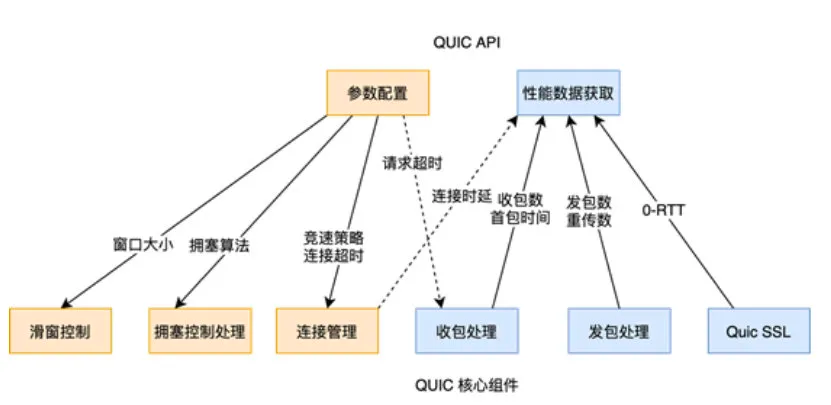 QUIC API
参数配置
性能数据获取
请求超时
连接时延
收包数
首包时间
发包数
重传数
0-RTT
窗口大小
拥塞算法
竞速策略
连接超时
滑窗控制
拥塞控制处理
连接管理
收包处理
发包处理
Quic SSL
QUIC 核心组件